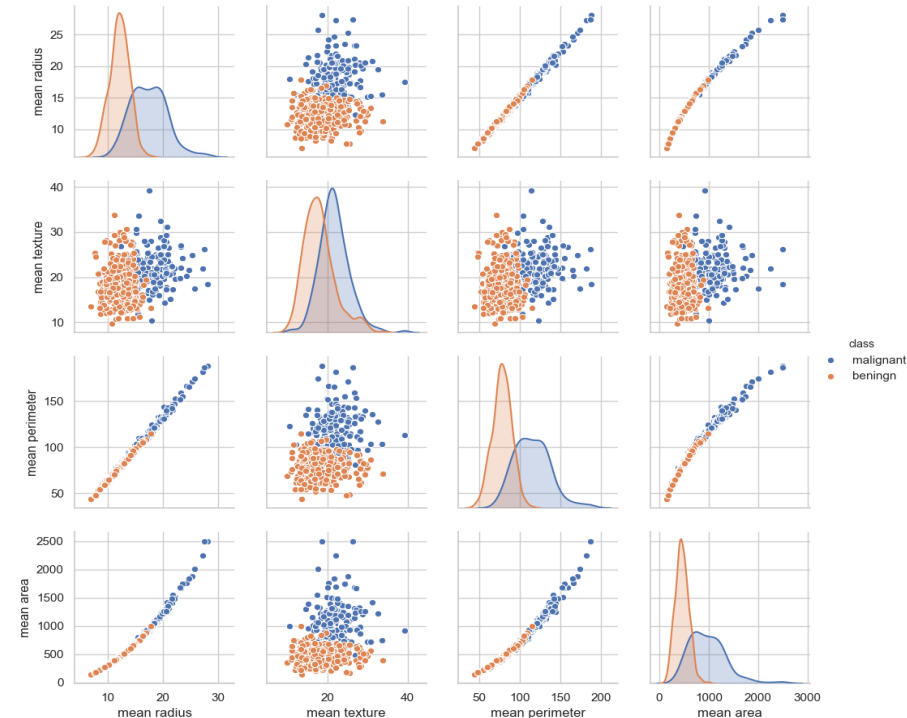 mean radius
25
20
15
10
mean texture
40
30
20
10
class
malignant
beningn
mean perimeter
150
100
50
mean area
2500
2000
1500
1000
500
0
10 20 30
20 40
50 100 150 200
0 1000 2000 3000
mean radius mean texture mean perimeter mean area